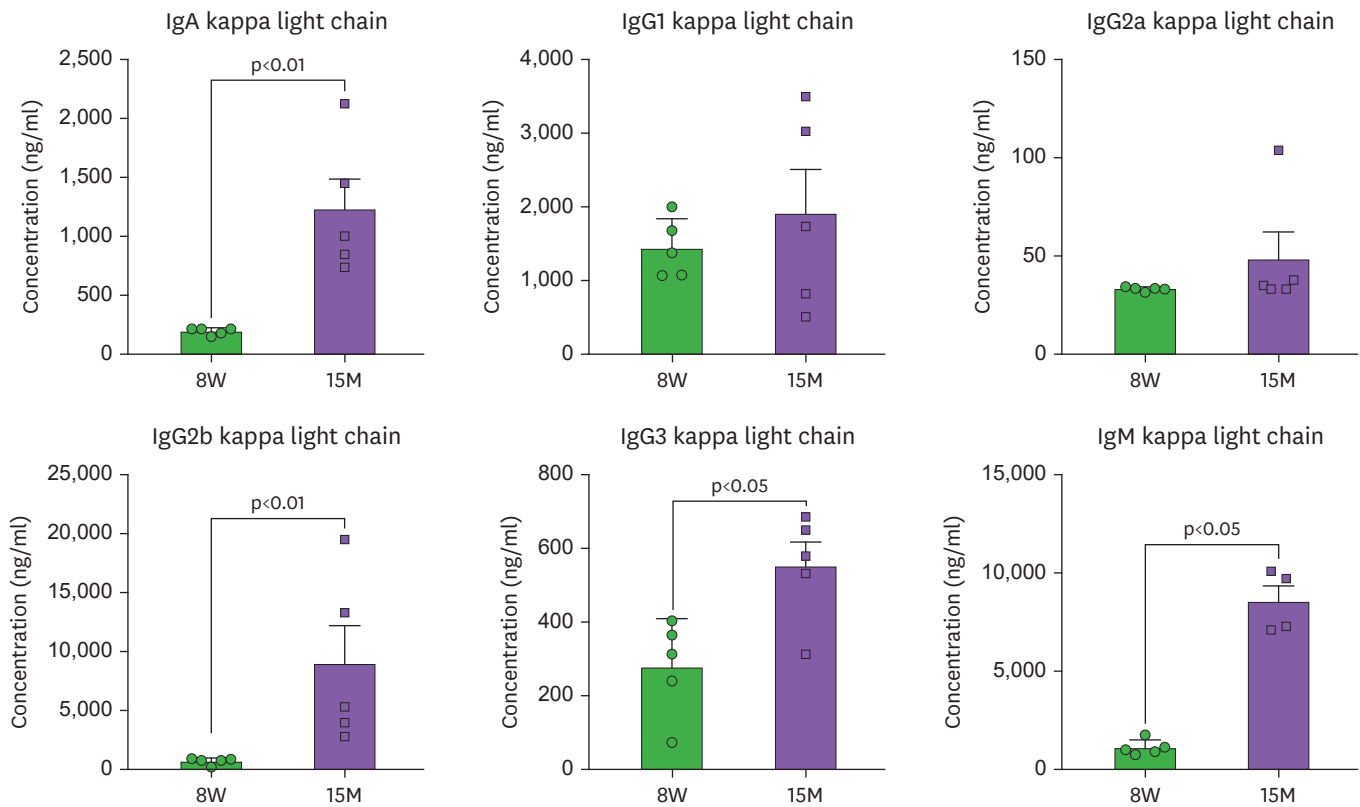 IgA kappa light chain
Concentration (ng/ml)
2,500
2,000
1,500
1,000
500
0
p<0.01
8W
15M
IgG1 kappa light chain
Concentration (ng/ml)
4,000
3,000
2,000
1,000
0
8W
15M
IgG2a kappa light chain
Concentration (ng/ml)
150
100
50
0
8W
15M
IgG2b kappa light chain
Concentration (ng/ml)
25,000
20,000
15,000
10,000
5,000
0
p<0.01
8W
15M
IgG3 kappa light chain
Concentration (ng/ml)
800
600
400
200
0
p<0.05
8W
15M
IgM kappa light chain
Concentration (ng/ml)
15,000
10,000
5,000
0
p<0.05
8W
15M